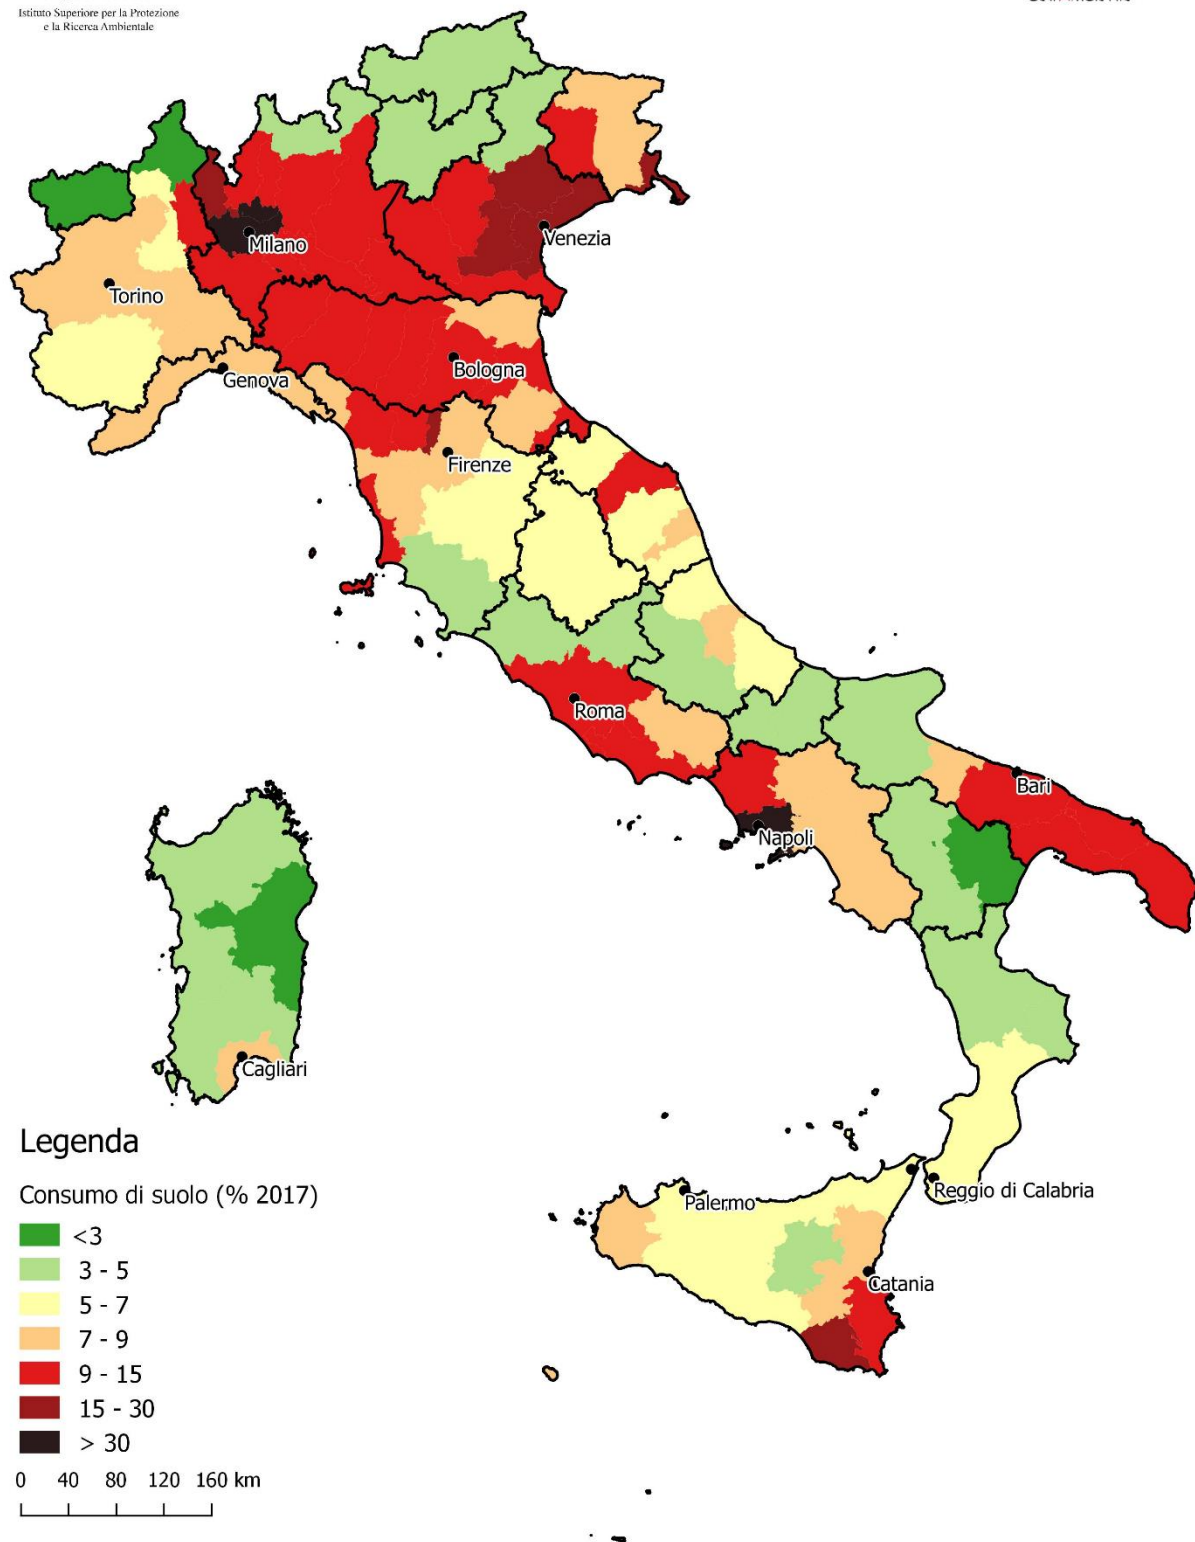 Istituto Superiore per la Protezione
e la Ricerca Ambientale
Milano
Venezia
Torino
Genova
Bologna
Firenze
Roma
Napoli
Bari
Cagliari
Palermo
Reggio di Calabria
Catania
Legenda
Consumo di suolo (% 2017)
<3
3 - 5
5 - 7
7 - 9
9 - 15
15 - 30
> 30
0 40 80 120 160 km